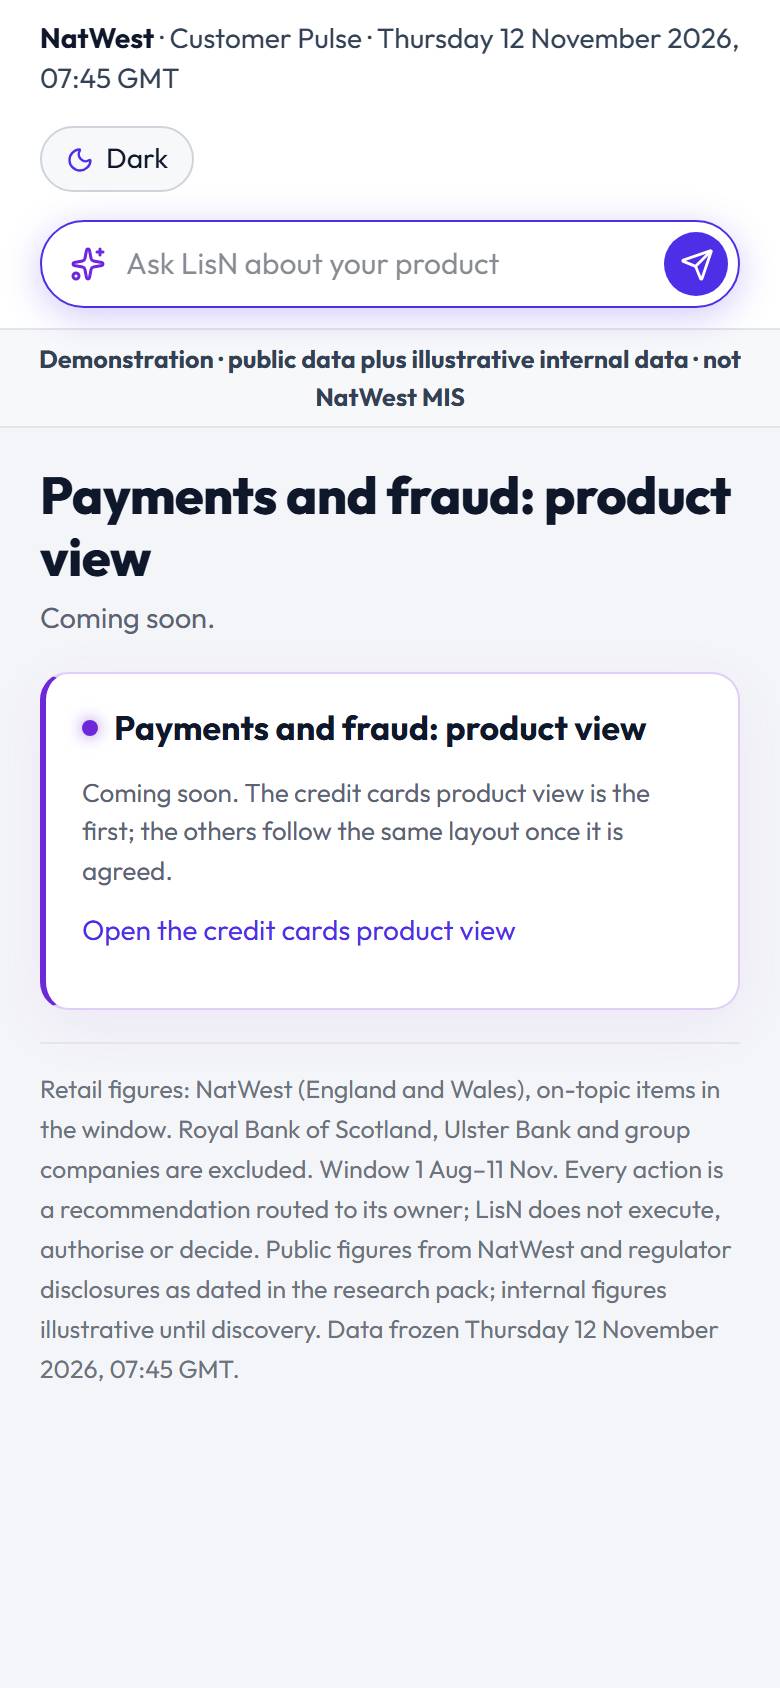 NatWest · Customer Pulse · Thursday 12 November 2026,
07:45 GMT
Dark
Ask LisN about your product
Demonstration · public data plus illustrative internal data · not
NatWest MIS
Payments and fraud: product
view
Coming soon.
Payments and fraud: product view
Coming soon. The credit cards product view is the
first; the others follow the same layout once it is
agreed.
Open the credit cards product view
Retail figures: NatWest (England and Wales), on-topic items in
the window. Royal Bank of Scotland, Ulster Bank and group
companies are excluded. Window 1 Aug–11 Nov. Every action is
a recommendation routed to its owner; LisN does not execute,
authorise or decide. Public figures from NatWest and regulator
disclosures as dated in the research pack; internal figures
illustrative until discovery. Data frozen Thursday 12 November
2026, 07:45 GMT.